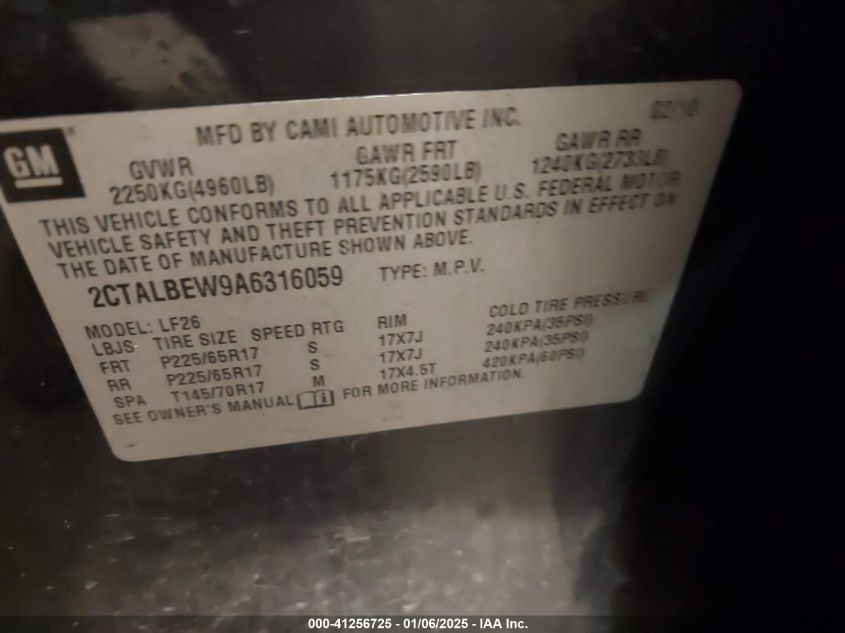 GM
MFD BY CAMI AUTOMOTIVE INC. 02/10
GVWR GAWR FRT GAWR RR
2250KG(4960LB) 1175KG(2590LB) 1240KG(2733LB)
THIS VEHICLE CONFORMS TO ALL APPLICABLE U.S. FEDERAL MOTOR
VEHICLE SAFETY AND THEFT PREVENTION STANDARDS IN EFFECT ON
THE DATE OF MANUFACTURE SHOWN ABOVE.
2CTALBEW9A6316059 TYPE: M.P.V.
MODEL: LF26
LBJS TIRE SIZE SPEED RTG RIM COLD TIRE PRESSURE
FRT P225/65R17 S 17X7J 240KPA(35PSI)
RR P225/65R17 S 17X7J 240KPA(35PSI)
SPA T145/70R17 M 17X4.5T 420KPA(60PSI)
SEE OWNER'S MANUAL FOR MORE INFORMATION.
000-41256725 - 01/06/2025 - IAA Inc.